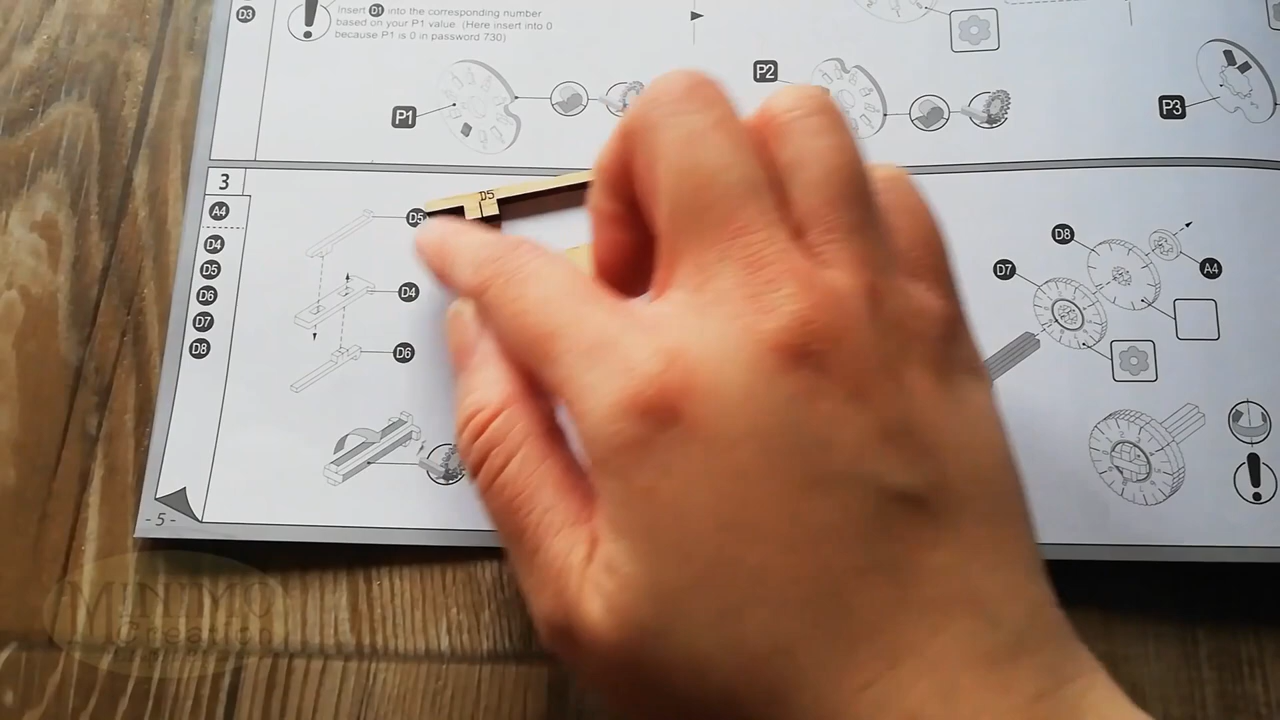 D3
Insert D1 into the corresponding number
based on your P1 value. (Here insert into 0
because P1 is 0 in password 730)
P1
P2
P3
3
A4
D4
D5
D6
D7
D8
D5
D4
D6
D5
D8
D7
A4
- 5 -
MINIMO
Creation